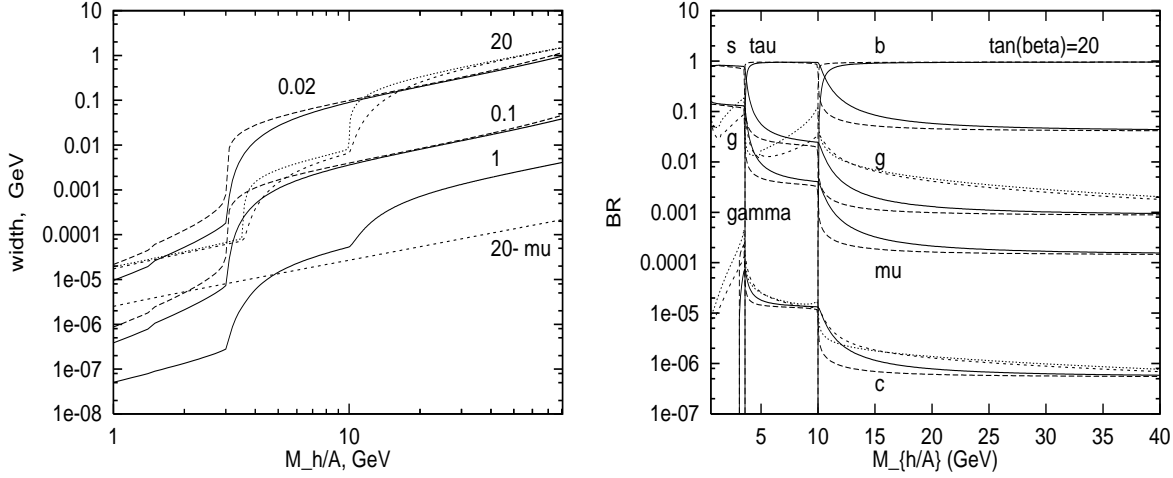 10
1
0.1
0.01
0.001
0.0001
1e-05
1e-06
1e-07
1e-08
width, GeV
20
0.02
0.1
1
20- mu
1
10
M_h/A, GeV
10
1
0.1
0.01
0.001
0.0001
1e-05
1e-06
1e-07
BR
s tau b tan(beta)=20
g
g
gamma
mu
c
5
10
15
20
25
30
35
40
M_{h/A} (GeV)